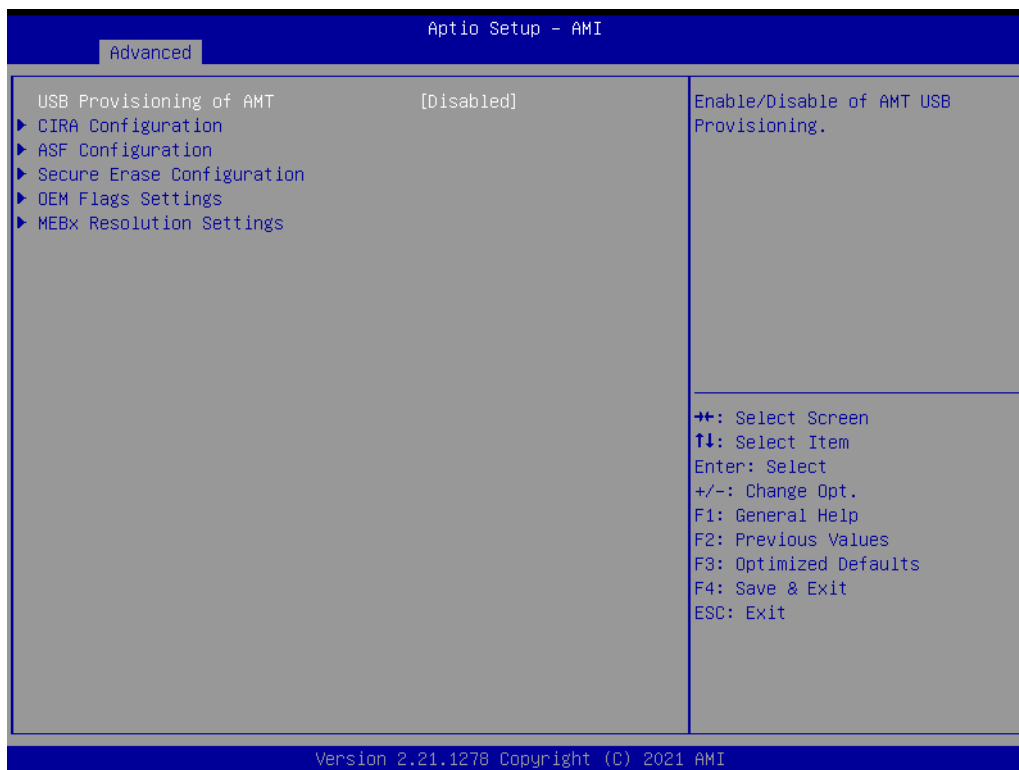 Aptio Setup – AMI
Advanced
USB Provisioning of AMT [Disabled]
▶ CIRA Configuration
▶ ASF Configuration
▶ Secure Erase Configuration
▶ OEM Flags Settings
▶ MEBx Resolution Settings
Enable/Disable of AMT USB
Provisioning.
→←: Select Screen
↑↓: Select Item
Enter: Select
+/-: Change Opt.
F1: General Help
F2: Previous Values
F3: Optimized Defaults
F4: Save & Exit
ESC: Exit
Version 2.21.1278 Copyright (C) 2021 AMI